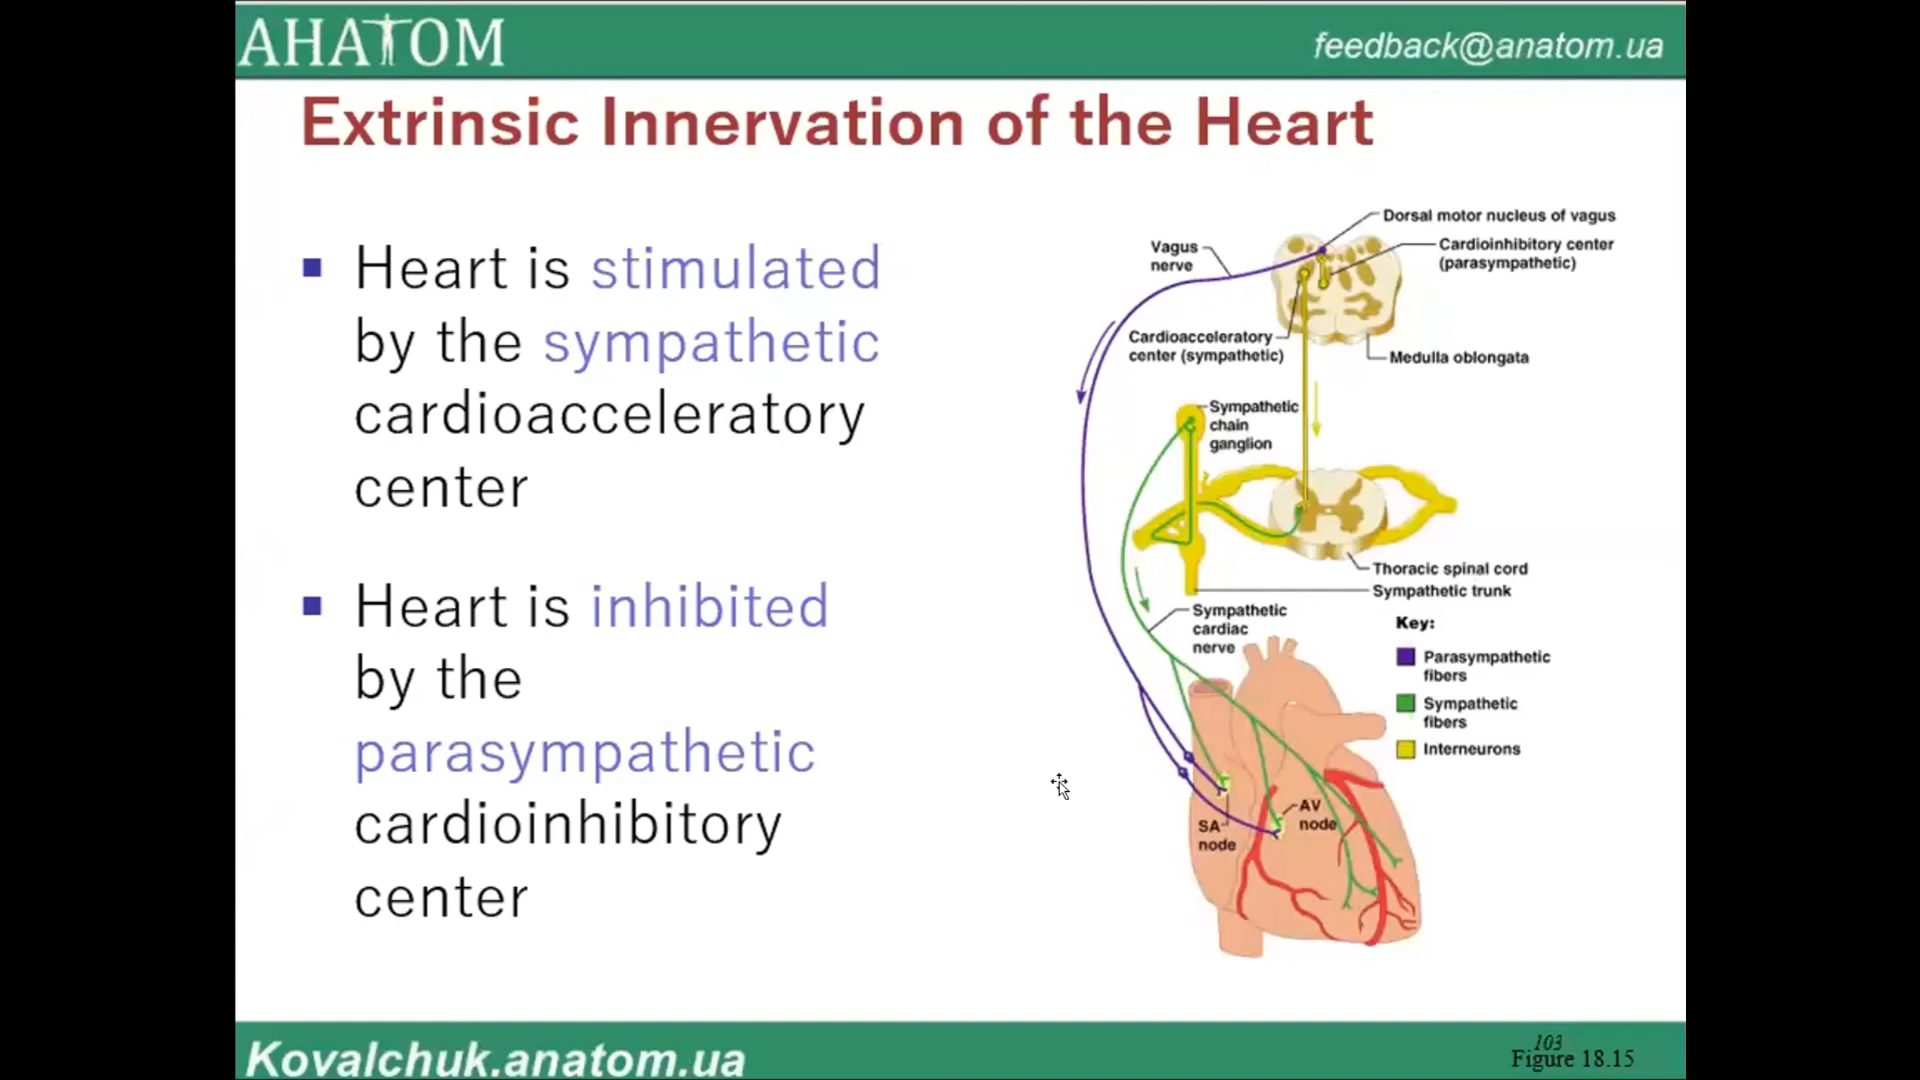 AHATOM
feedback@anatom.ua
Extrinsic Innervation of the Heart
Heart is stimulated
by the sympathetic
cardioacceleratory
center
Heart is inhibited
by the
parasympathetic
cardioinhibitory
center
Dorsal motor nucleus of vagus
Vagus
nerve
Cardioinhibitory center
(parasympathetic)
Cardioacceleratory
center (sympathetic)
Medulla oblongata
Sympathetic
chain
ganglion
Thoracic spinal cord
Sympathetic trunk
Sympathetic
cardiac
nerve
Key:
Parasympathetic
fibers
Sympathetic
fibers
Interneurons
AV
node
SA
node
Kovalchuk.anatom.ua
103
Figure 18.15